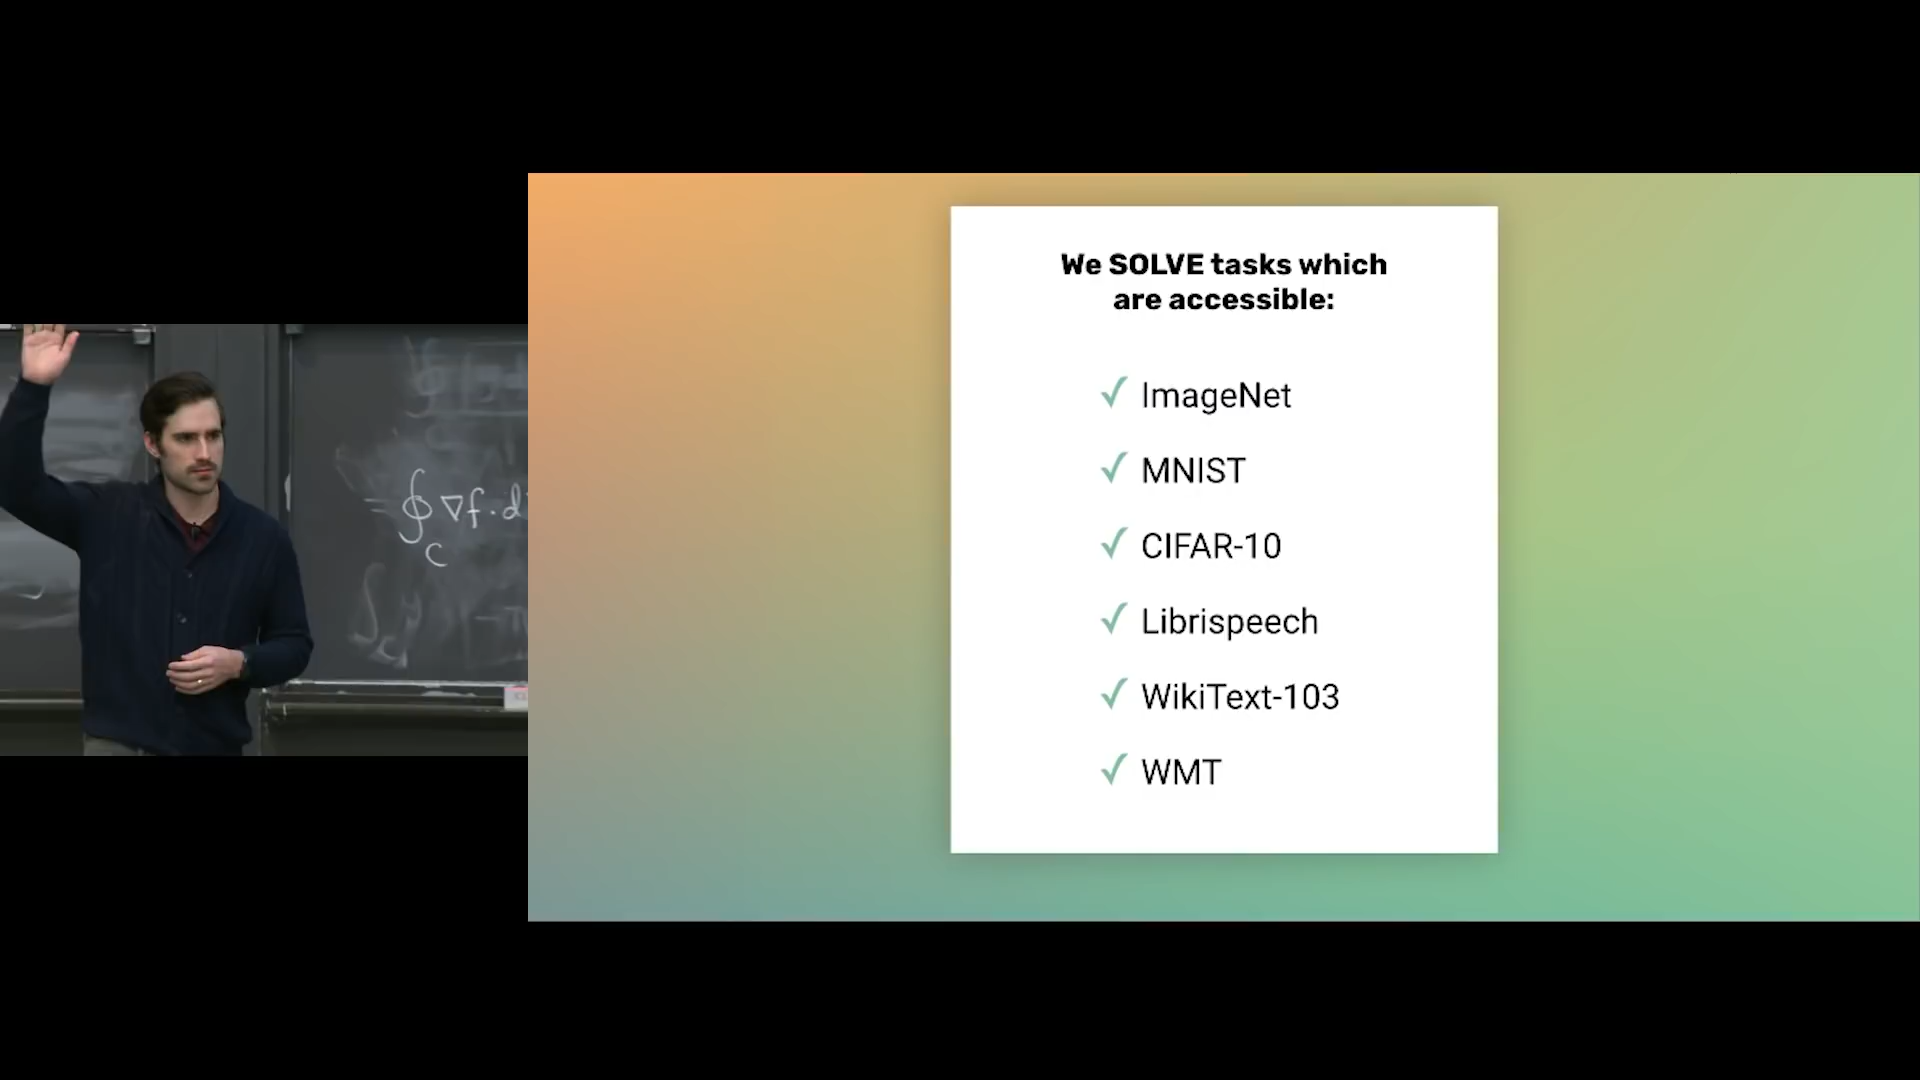 = ∮ ∇f · d
C
We SOLVE tasks which
are accessible:
✓ ImageNet
✓ MNIST
✓ CIFAR-10
✓ Librispeech
✓ WikiText-103
✓ WMT